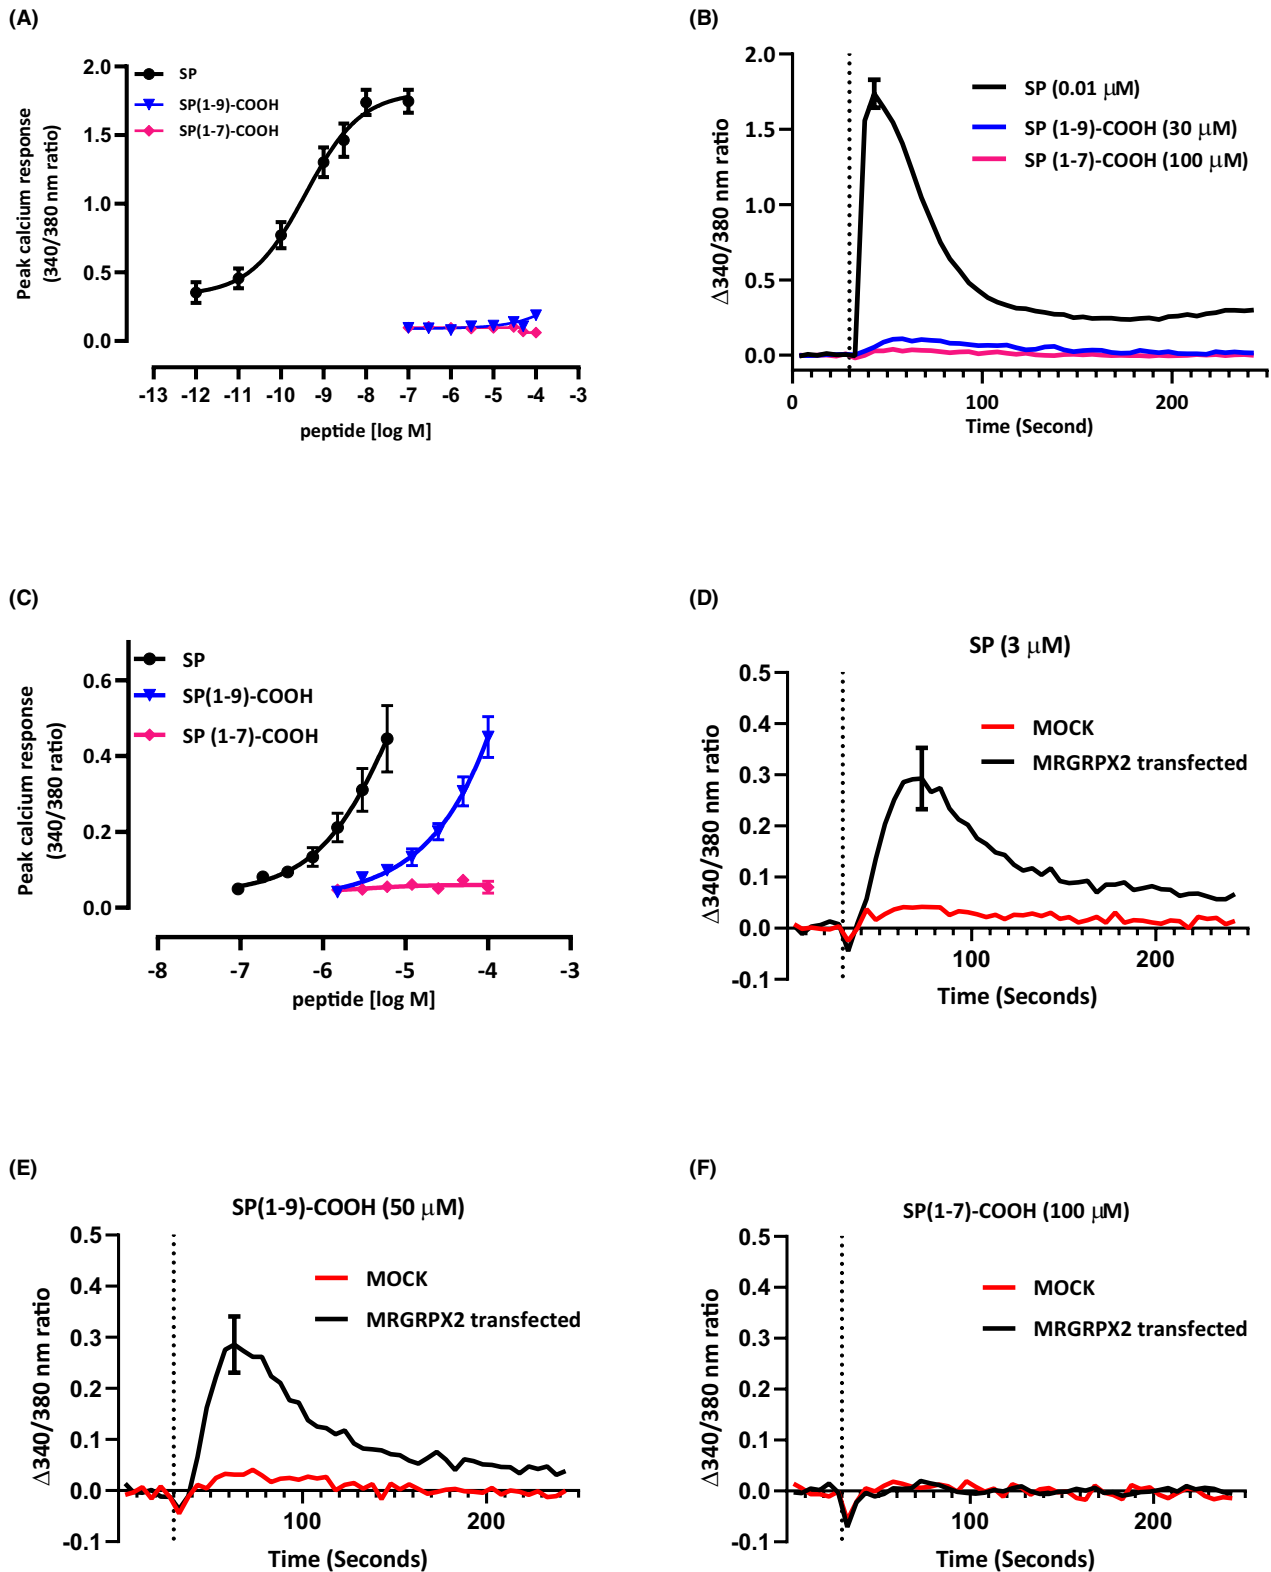 (A)
SP
SP(1-9)-COOH
SP(1-7)-COOH
Peak calcium response
(340/380 nm ratio)
2.0
1.5
1.0
0.5
0.0
-13 -12 -11 -10 -9 -8 -7 -6 -5 -4 -3
peptide [log M]
(B)
SP (0.01 μM)
SP (1-9)-COOH (30 μM)
SP (1-7)-COOH (100 μM)
Δ340/380 nm ratio
2.0
1.5
1.0
0.5
0.0
0 100 200
Time (Second)
(C)
SP
SP(1-9)-COOH
SP (1-7)-COOH
Peak calcium response
(340/380 ratio)
0.6
0.4
0.2
0.0
-8 -7 -6 -5 -4 -3
peptide [log M]
(D)
SP (3 μM)
MOCK
MRGRPX2 transfected
Δ340/380 nm ratio
0.5
0.4
0.3
0.2
0.1
0.0
-0.1
100 200
Time (Seconds)
(E)
SP(1-9)-COOH (50 μM)
MOCK
MRGRPX2 transfected
Δ340/380 nm ratio
0.5
0.4
0.3
0.2
0.1
0.0
-0.1
100 200
Time (Seconds)
(F)
SP(1-7)-COOH (100 μM)
MOCK
MRGRPX2 transfected
Δ340/380 nm ratio
0.5
0.4
0.3
0.2
0.1
0.0
-0.1
100 200
Time (Seconds)